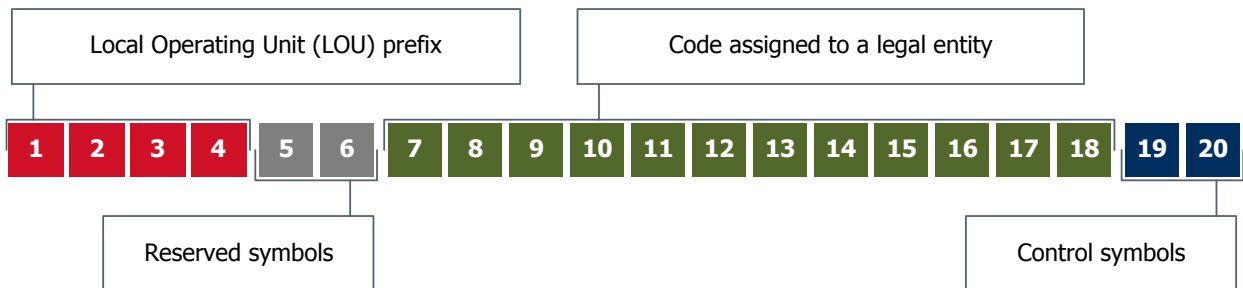 Local Operating Unit (LOU) prefix
Code assigned to a legal entity
1 2 3 4 5 6 7 8 9 10 11 12 13 14 15 16 17 18 19 20
Reserved symbols
Control symbols